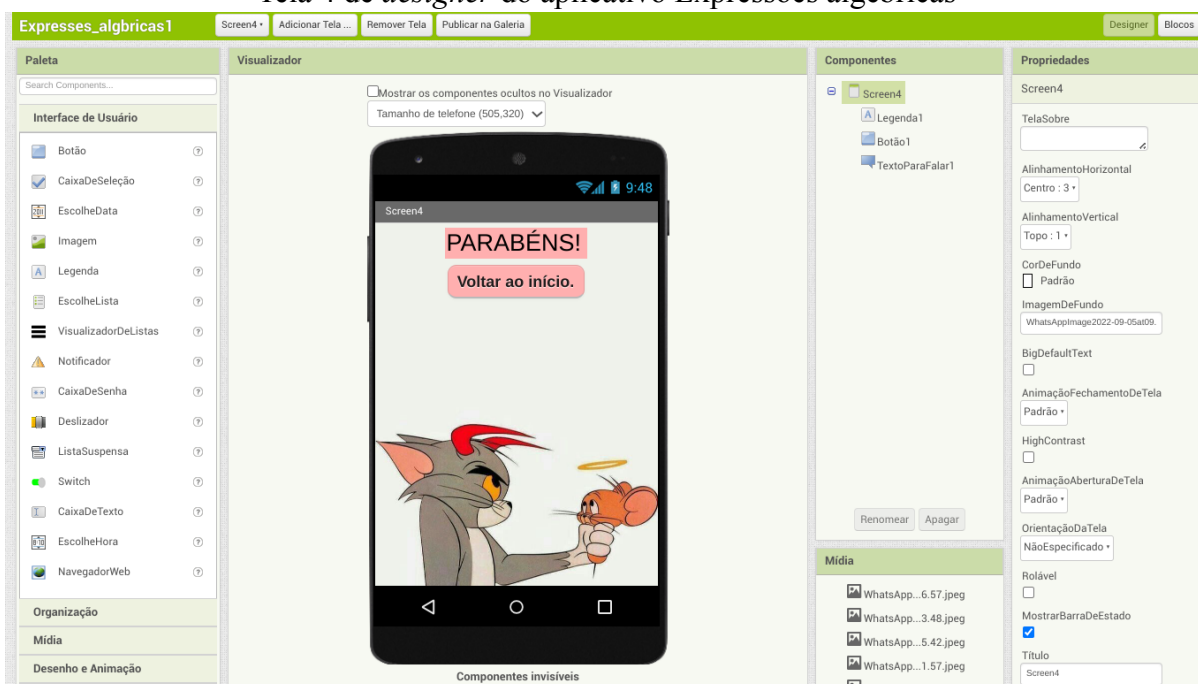 Tela 4 de designer do aplicativo Expressões algébricas
Expresses_algbricas1
Screen4
Adicionar Tela ...
Remover Tela
Publicar na Galeria
Designer
Blocos
Paleta
Search Components...
Interface de Usuário
Botão
CaixaDeSeleção
EscolheData
Imagem
Legenda
EscolheLista
VisualizadorDeListas
Notificador
CaixaDeSenha
Deslizador
ListaSuspensa
Switch
CaixaDeTexto
EscolheHora
NavegadorWeb
Organização
Mídia
Desenho e Animação
Visualizador
Mostrar os componentes ocultos no Visualizador
Tamanho de telefone (505,320)
9:48
Screen4
PARABÉNS!
Voltar ao início.
Componentes invisíveis
Componentes
Screen4
Legenda1
Botão1
TextoParaFalar1
Renomear
Apagar
Mídia
WhatsApp...6.57.jpeg
WhatsApp...3.48.jpeg
WhatsApp...5.42.jpeg
WhatsApp...1.57.jpeg
Propriedades
Screen4
TelaSobre
AlinhamentoHorizontal
Centro : 3
AlinhamentoVertical
Topo : 1
CorDeFundo
Padrão
ImagemDeFundo
WhatsAppImage2022-09-05at09.
BigDefaultText
AnimaçãoFechamentoDeTela
Padrão
HighContrast
AnimaçãoAberturaDeTela
Padrão
OrientaçãoDaTela
NãoEspecificado
Rolável
MostrarBarraDeEstado
Título
Screen4